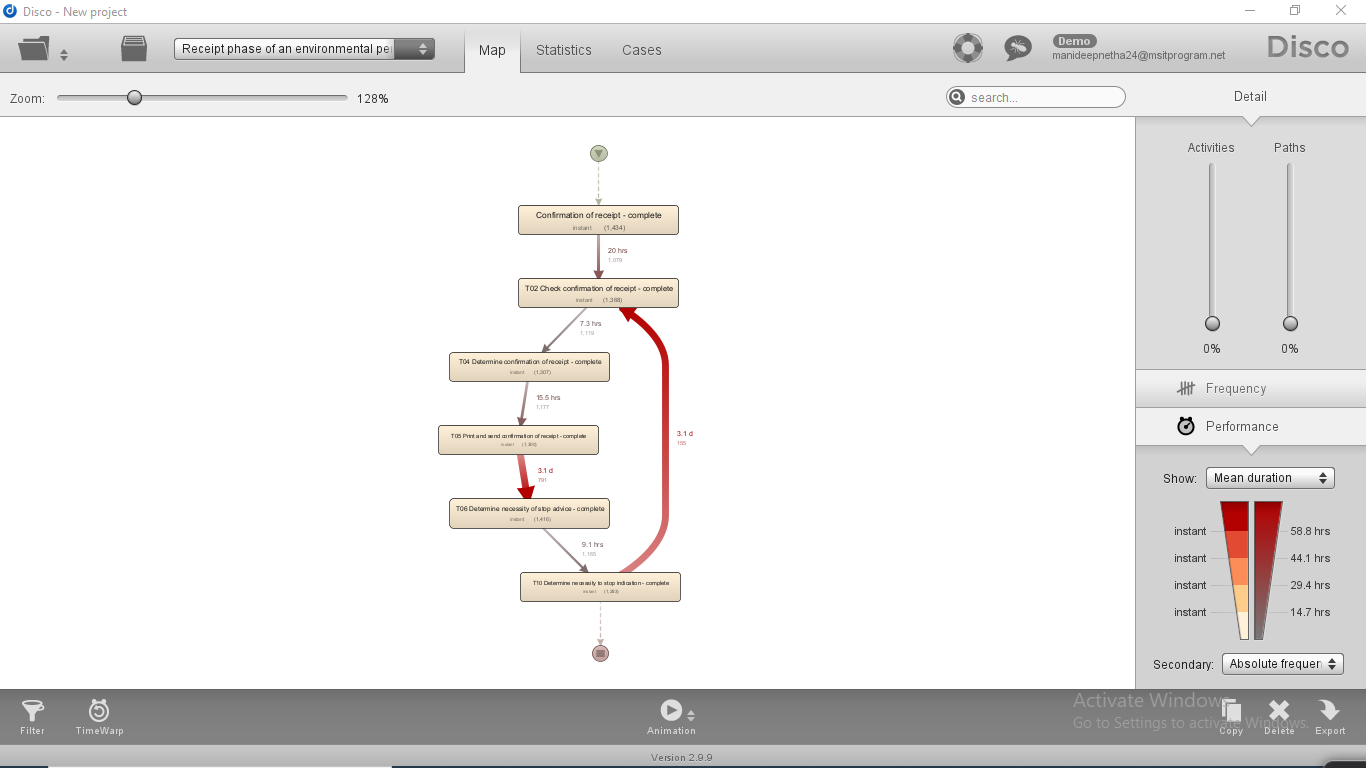 Disco - New project
Receipt phase of an environmental pe
Map
Statistics
Cases
Demo
manideepnetha24@msitprogram.net
Disco
Zoom:
128%
search...
Detail
Activities
Paths
0%
0%
Frequency
Performance
Show:
Mean duration
instant
58.8 hrs
instant
44.1 hrs
instant
29.4 hrs
instant
14.7 hrs
Secondary:
Absolute frequen
Confirmation of receipt - complete
instant (1,434)
20 hrs
1,079
T02 Check confirmation of receipt - complete
instant (1,368)
7.3 hrs
1,119
T04 Determine confirmation of receipt - complete
instant (1,307)
15.5 hrs
1,177
T05 Print and send confirmation of receipt - complete
instant (1,300)
3.1 d
791
3.1 d
155
T06 Determine necessity of stop advice - complete
instant (1,416)
9.1 hrs
T10 Determine necessity to stop indication - complete
instant (1,283)
Filter
TimeWarp
Animation
Copy
Delete
Export
Activate Windows
Go to Settings to activate Windows.
Version 2.9.9